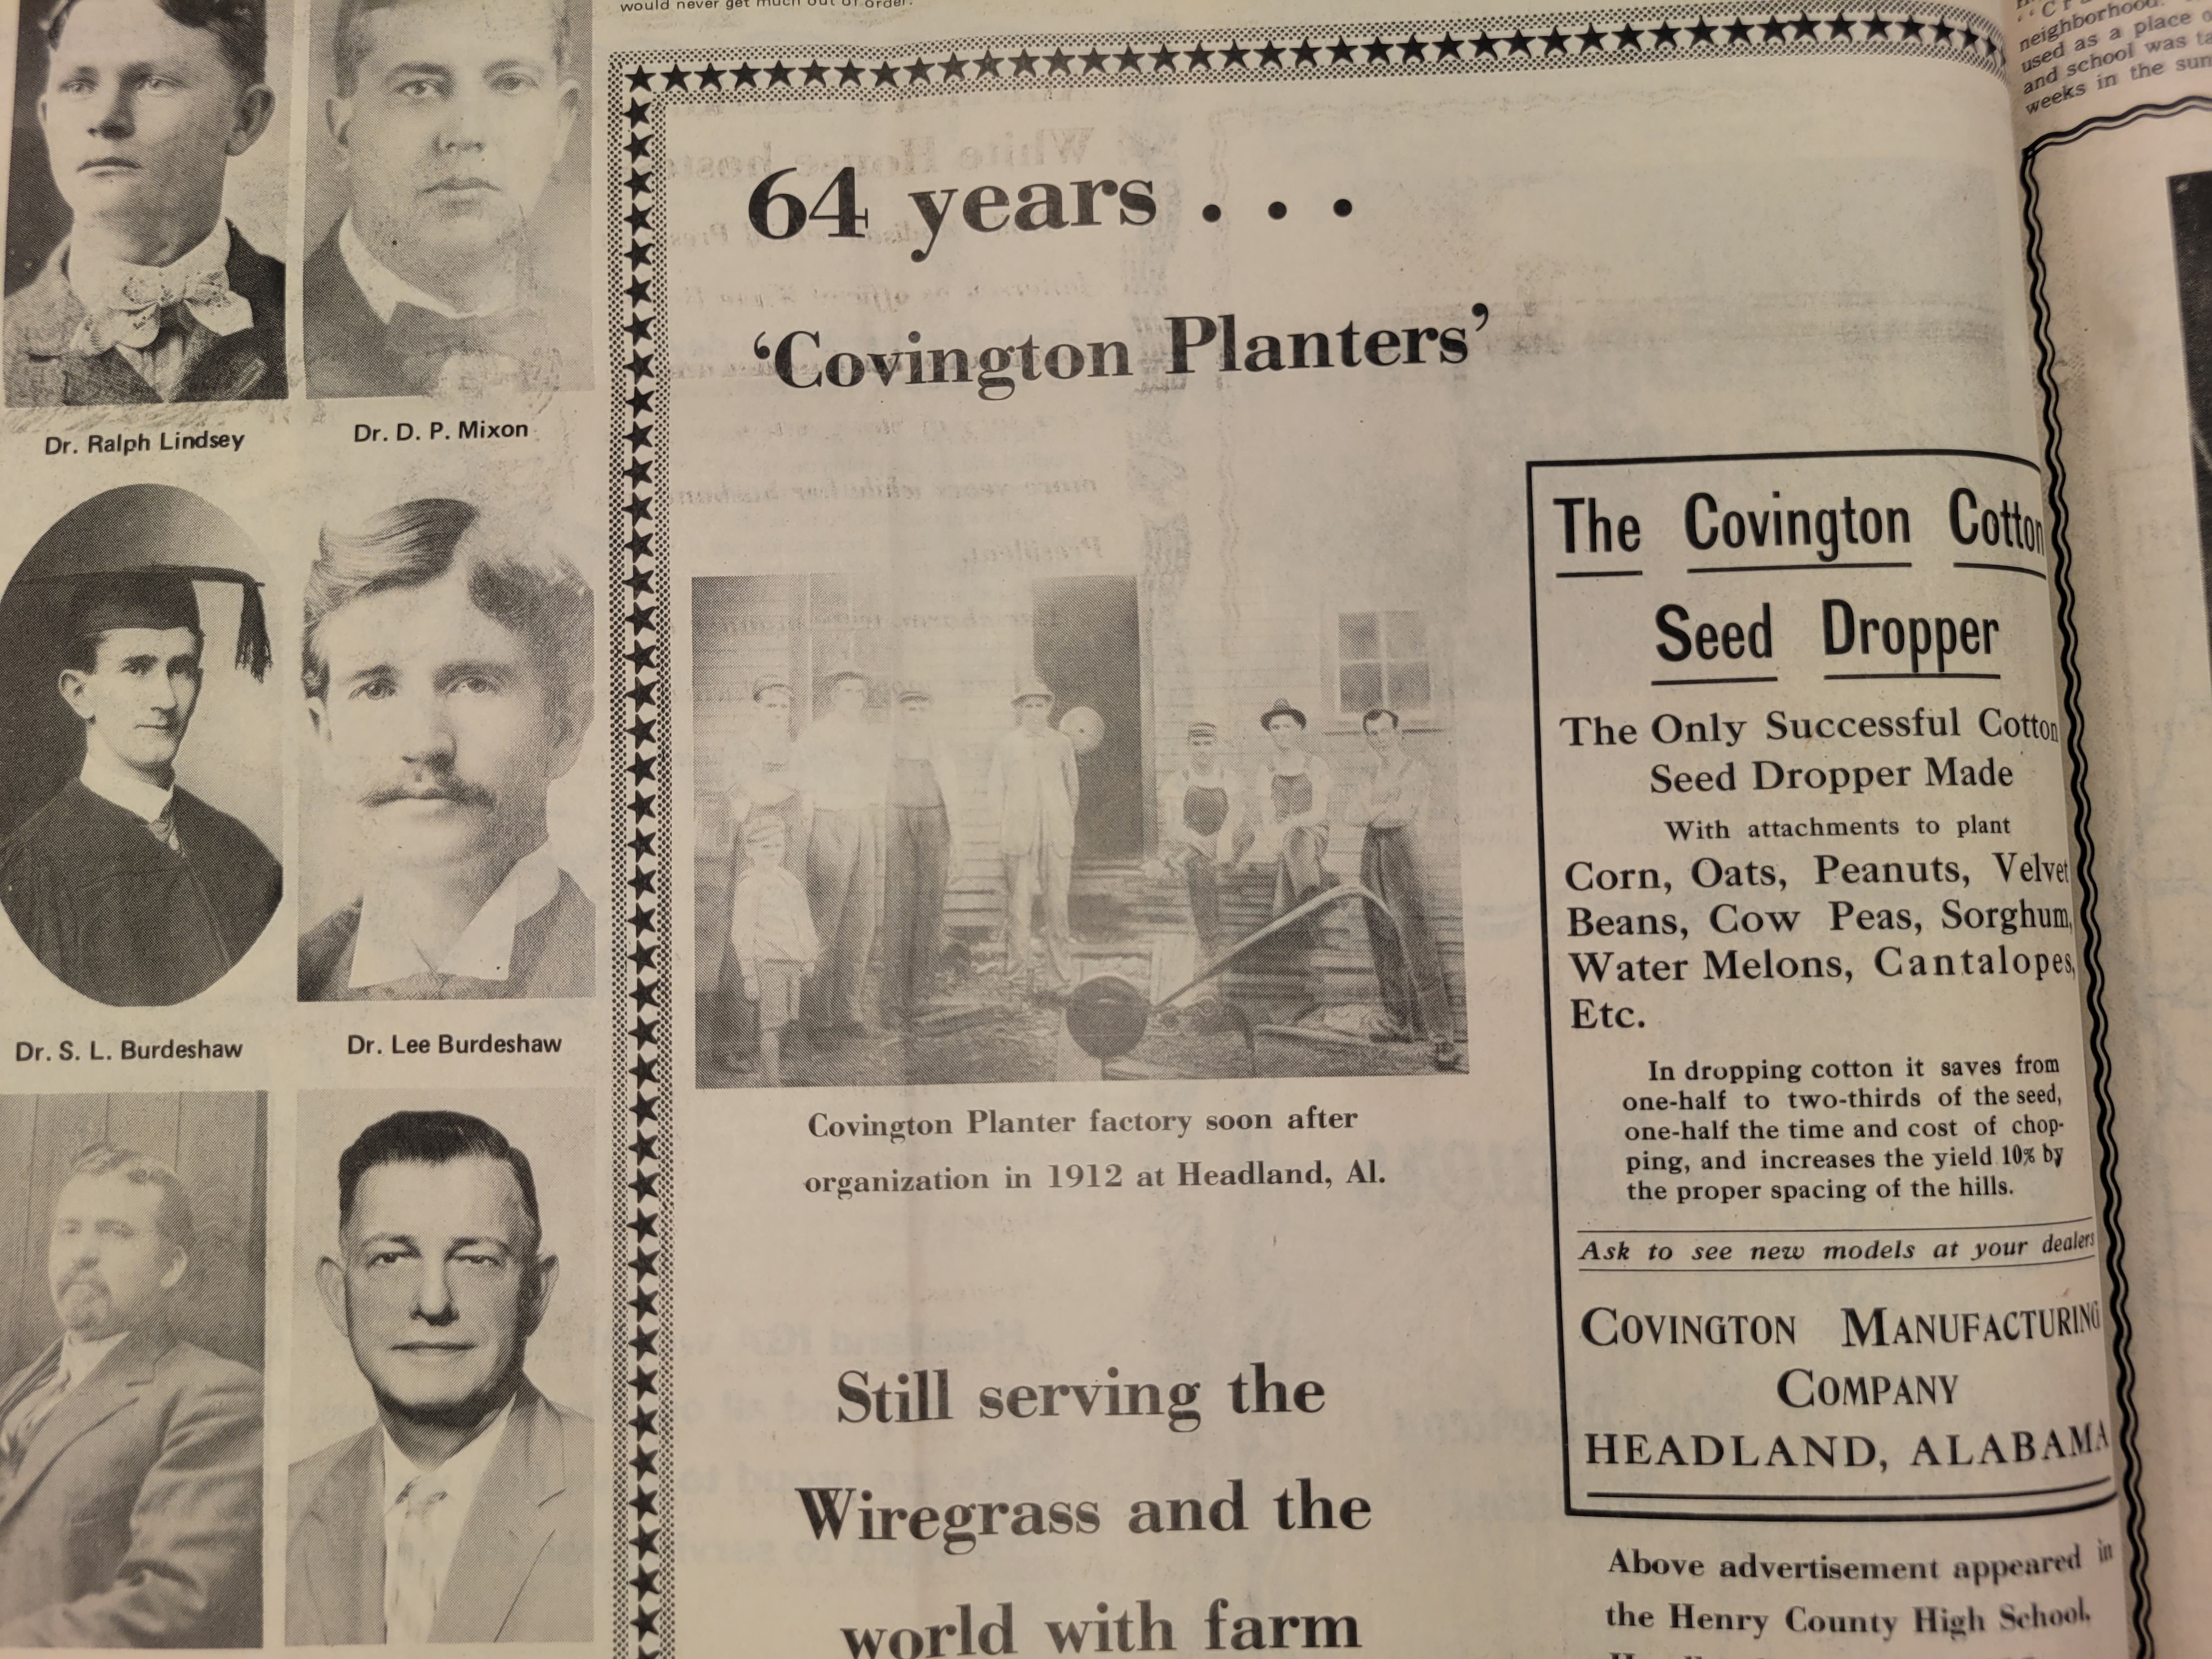 would never get much out of order.
Dr. Ralph Lindsey
Dr. D. P. Mixon
Dr. S. L. Burdeshaw
Dr. Lee Burdeshaw
64 years . . .
‘Covington Planters’
Covington Planter factory soon after
organization in 1912 at Headland, Al.
Still serving the
Wiregrass and the
world with farm
The Covington Cotton
Seed Dropper
The Only Successful Cotton
Seed Dropper Made
With attachments to plant
Corn, Oats, Peanuts, Velvet
Beans, Cow Peas, Sorghum,
Water Melons, Cantalopes,
Etc.
In dropping cotton it saves from
one-half to two-thirds of the seed,
one-half the time and cost of chop-
ping, and increases the yield 10% by
the proper spacing of the hills.
Ask to see new models at your dealers
COVINGTON MANUFACTURING
COMPANY
HEADLAND, ALABAMA
Above advertisement appeared in
the Henry County High School,
neighborhood.
used as a place
and school was
weeks in the